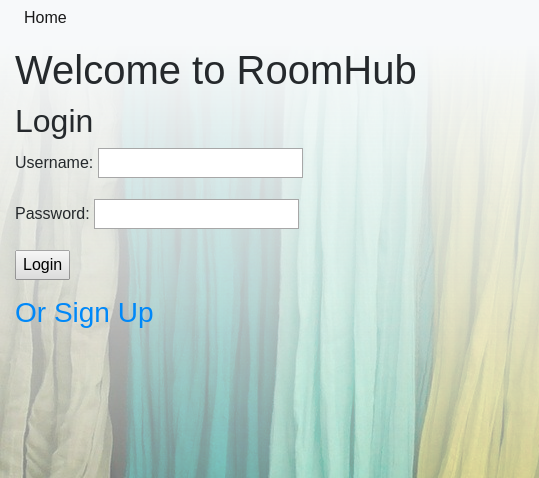 Home
Welcome to RoomHub
Login
Username:
Password:
Login
Or Sign Up